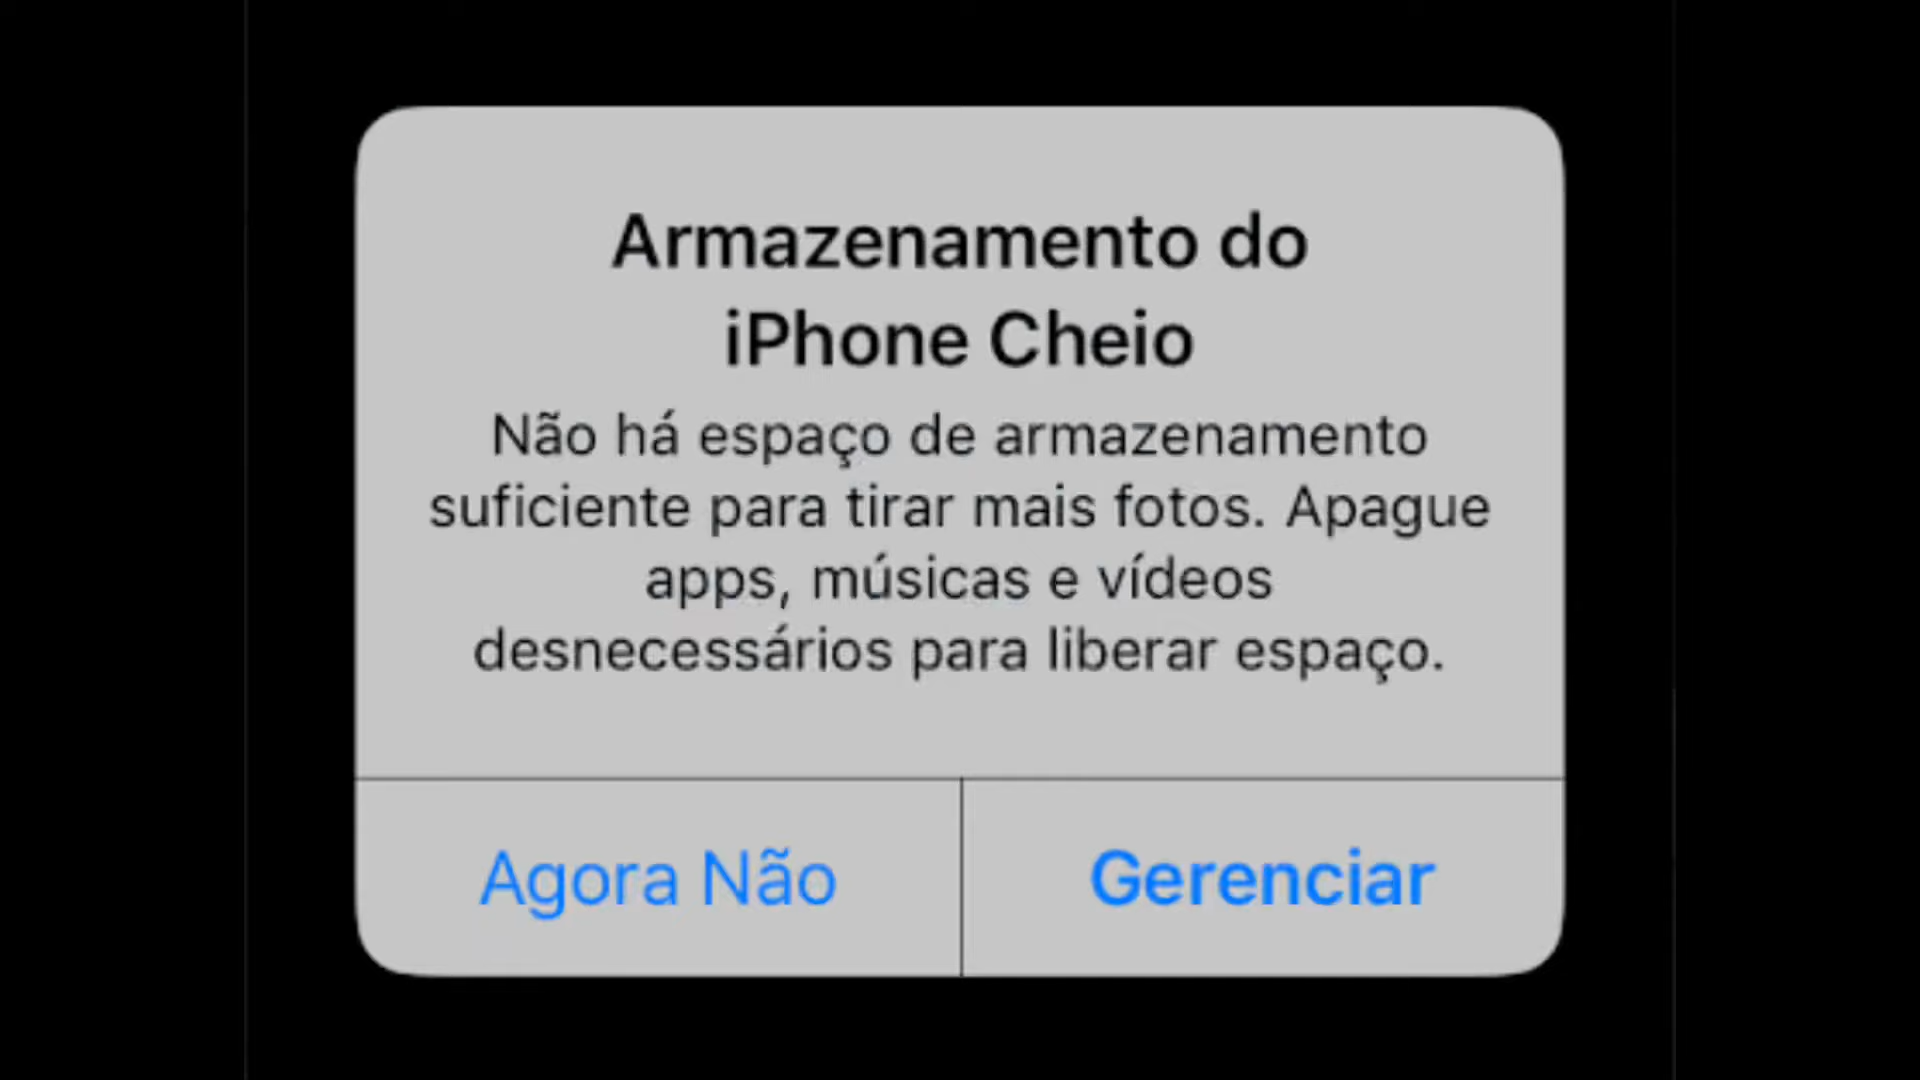 Armazenamento do
iPhone Cheio
Não há espaço de armazenamento
suficiente para tirar mais fotos. Apague
apps, músicas e vídeos
desnecessários para liberar espaço.
Agora Não
Gerenciar